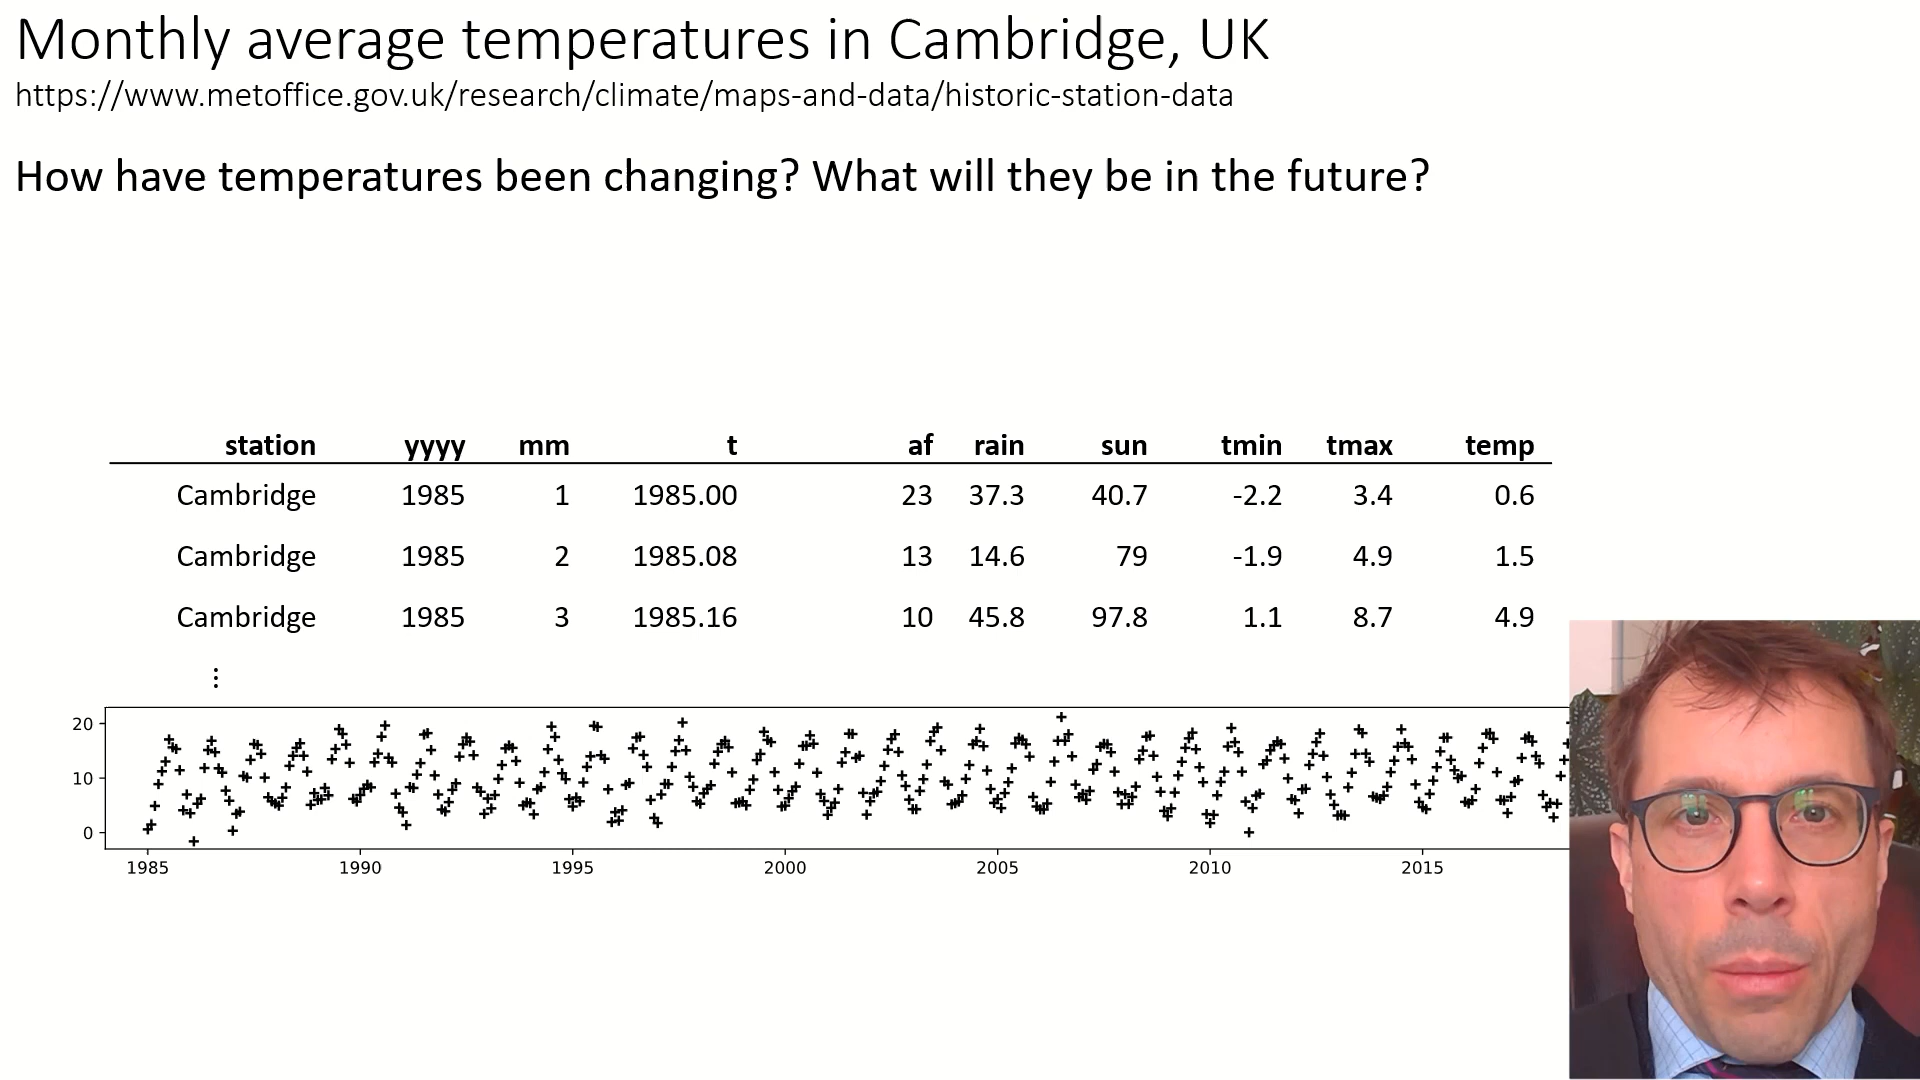 Monthly average temperatures in Cambridge, UK
https://www.metoffice.gov.uk/research/climate/maps-and-data/historic-station-data
How have temperatures been changing? What will they be in the future?
station yyyy mm t af rain sun tmin tmax temp
Cambridge 1985 1 1985.00 23 37.3 40.7 -2.2 3.4 0.6
Cambridge 1985 2 1985.08 13 14.6 79 -1.9 4.9 1.5
Cambridge 1985 3 1985.16 10 45.8 97.8 1.1 8.7 4.9
⋮
20
10
0
1985 1990 1995 2000 2005 2010 2015